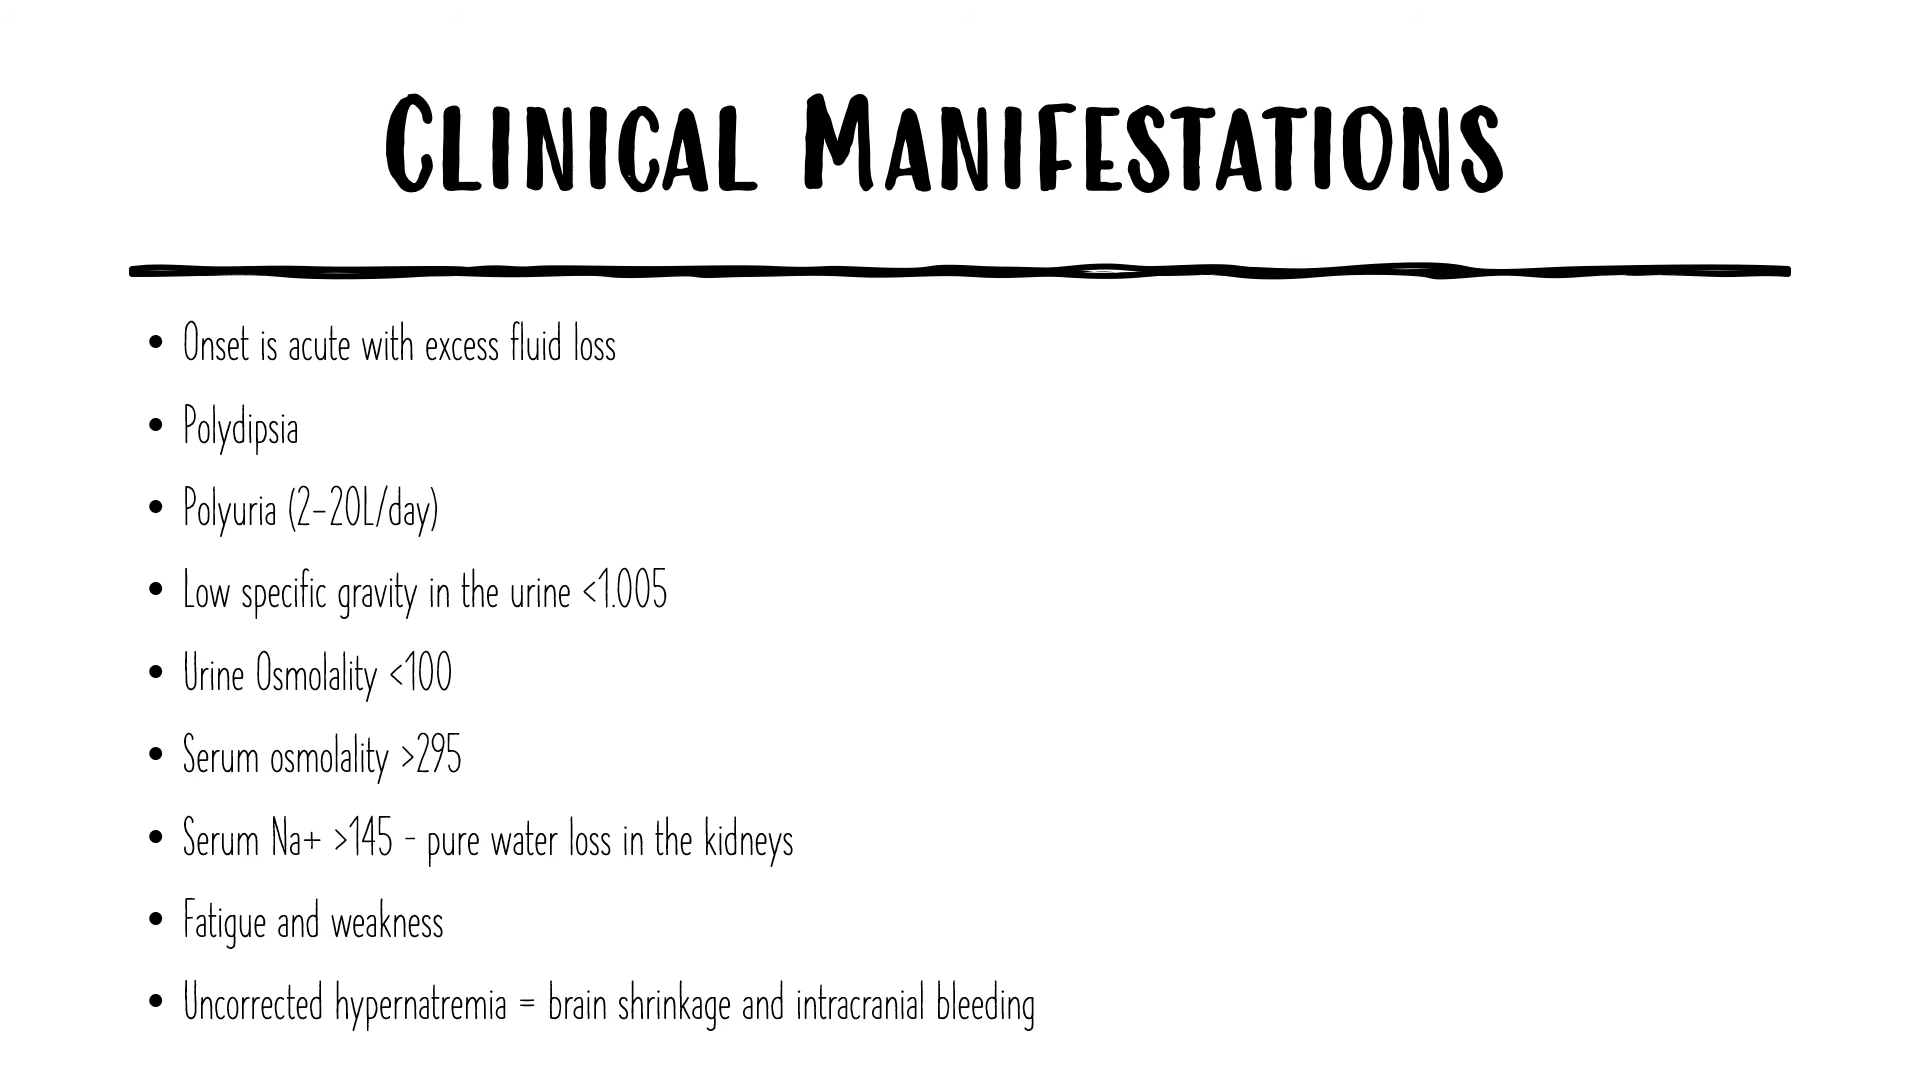 Clinical Manifestations
• Onset is acute with excess fluid loss
• Polydipsia
• Polyuria (2-20L/day)
• Low specific gravity in the urine <1.005
• Urine Osmolality <100
• Serum osmolality >295
• Serum Na+ >145 - pure water loss in the kidneys
• Fatigue and weakness
• Uncorrected hypernatremia = brain shrinkage and intracranial bleeding